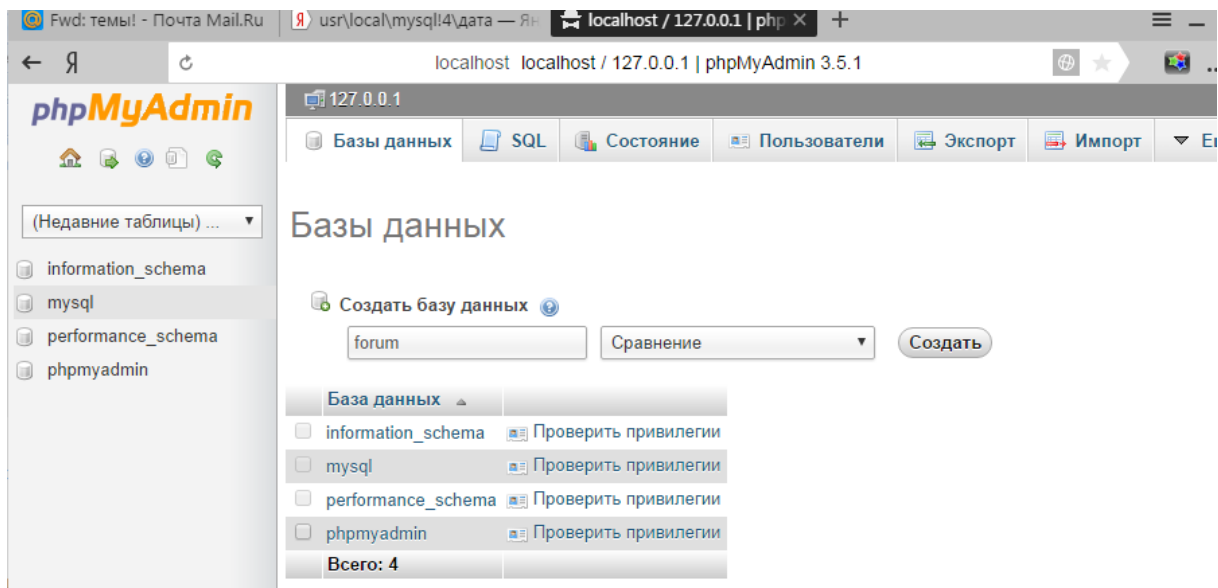 Fwd: темы! - Почта Mail.Ru usr\local\mysql!4\дата — Ян localhost / 127.0.0.1 | php
localhost localhost / 127.0.0.1 | phpMyAdmin 3.5.1
phpMyAdmin
127.0.0.1
Базы данных SQL Состояние Пользователи Экспорт Импорт
(Недавние таблицы) ...
information_schema
mysql
performance_schema
phpmyadmin
Базы данных
Создать базу данных
forum Сравнение Создать
База данных
information_schema Проверить привилегии
mysql Проверить привилегии
performance_schema Проверить привилегии
phpmyadmin Проверить привилегии
Всего: 4